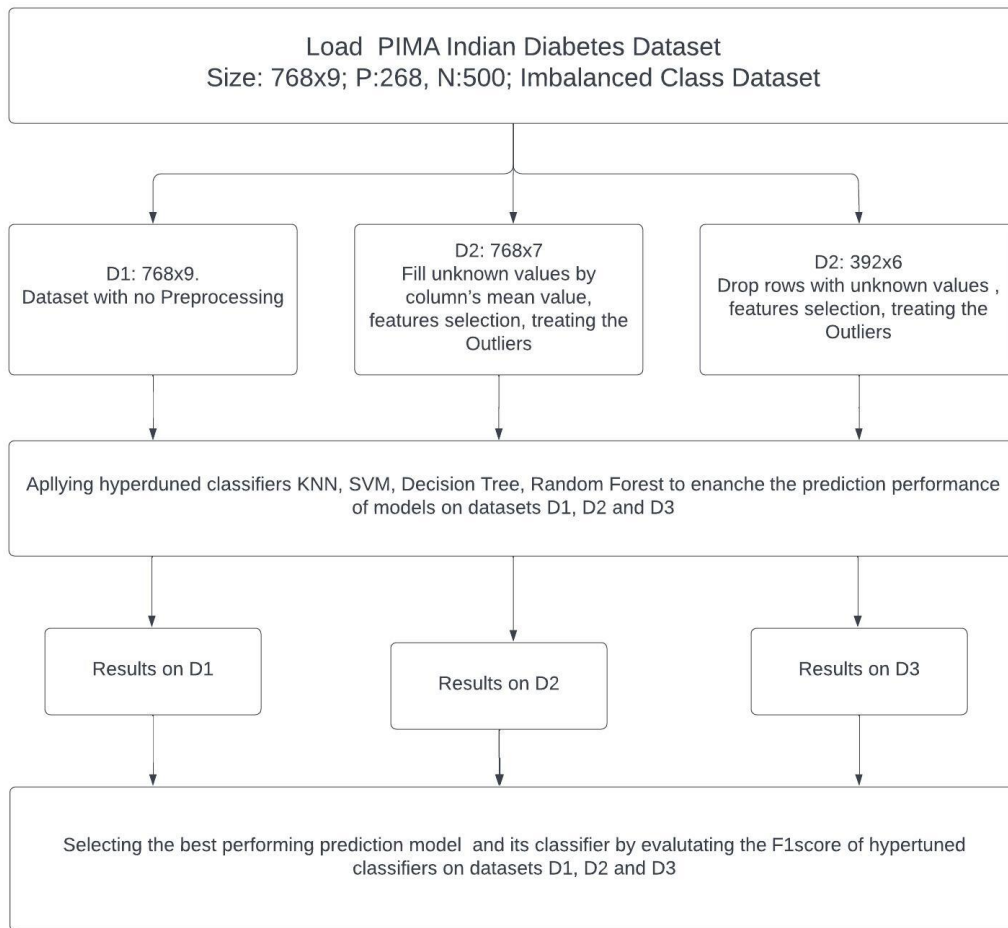 Load PIMA Indian Diabetes Dataset
Size: 768x9; P:268, N:500; Imbalanced Class Dataset
D1: 768x9.
Dataset with no Preprocessing
D2: 768x7
Fill unknown values by
column's mean value,
features selection, treating the
Outliers
D2: 392x6
Drop rows with unknown values ,
features selection, treating the
Outliers
Apllying hyperduned classifiers KNN, SVM, Decision Tree, Random Forest to enanche the prediction performance
of models on datasets D1, D2 and D3
Results on D1
Results on D2
Results on D3
Selecting the best performing prediction model and its classifier by evalutating the F1score of hypertuned
classifiers on datasets D1, D2 and D3